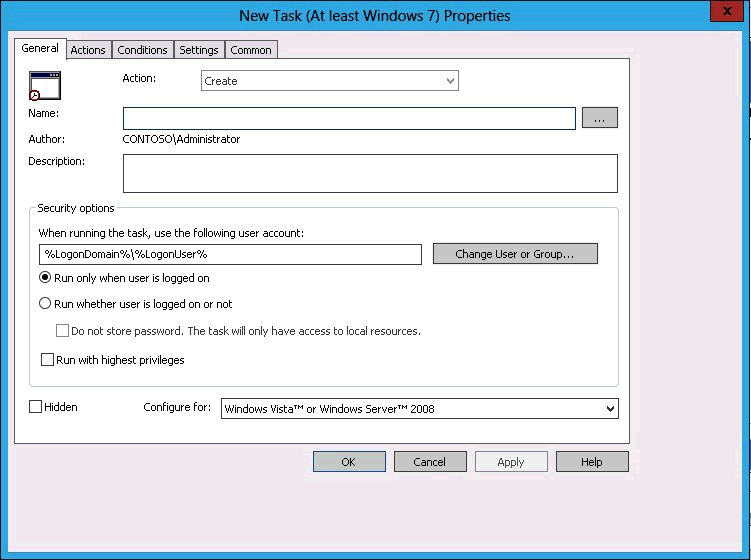 New Task (At least Windows 7) Properties
x
General Actions Conditions Settings Common
Action: Create
Name: ...
Author: CONTOSO\Administrator
Description:
Security options
When running the task, use the following user account:
%LogonDomain%\%LogonUser% Change User or Group...
Run only when user is logged on
Run whether user is logged on or not
Do not store password. The task will only have access to local resources.
Run with highest privileges
Hidden Configure for: Windows Vista™ or Windows Server™ 2008
OK Cancel Apply Help